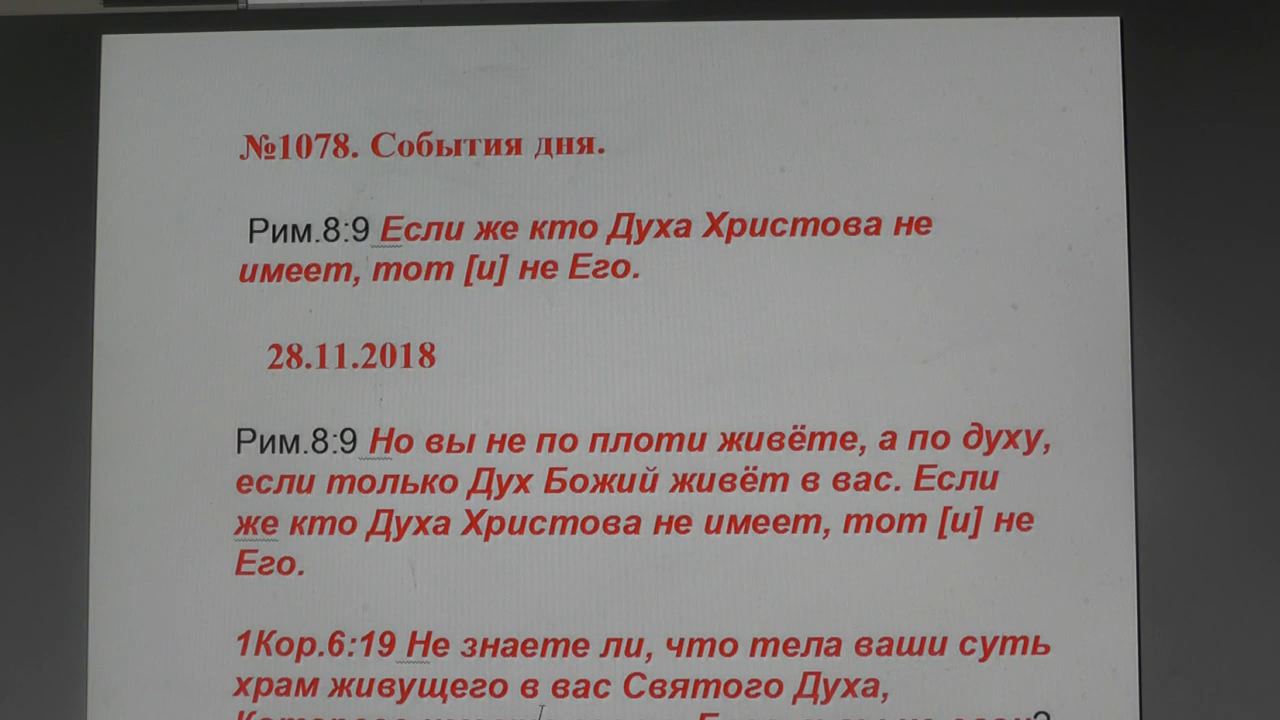 №1078. События дня.
Рим.8:9 Если же кто Духа Христова не
имеет, тот [и] не Его.
28.11.2018
Рим.8:9 Но вы не по плоти живёте, а по духу,
если только Дух Божий живёт в вас. Если
же кто Духа Христова не имеет, тот [и] не
Его.
1Кор.6:19 Не знаете ли, что тела ваши суть
храм живущего в вас Святого Духа,